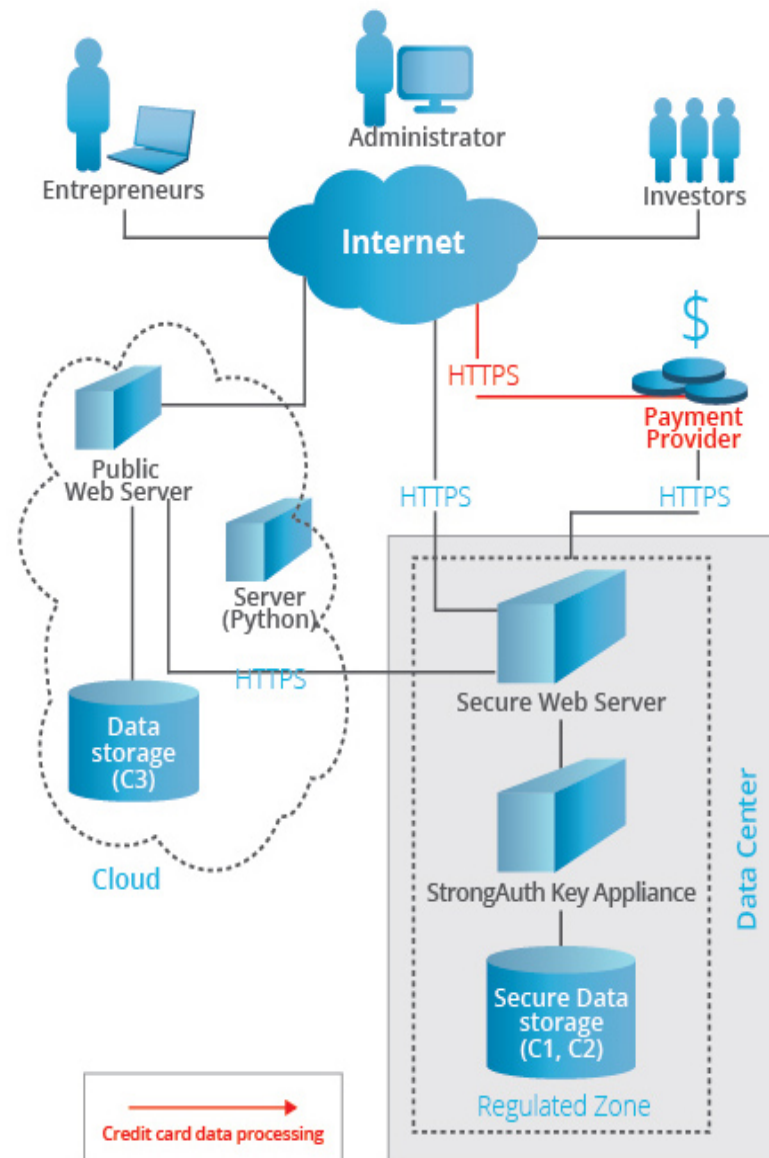 Administrator
Entrepreneurs
Investors
Internet
$
HTTPS
Payment
Provider
Public
Web Server
HTTPS
HTTPS
Server
(Python)
HTTPS
Secure Web Server
Data
storage
(C3)
Cloud
StrongAuth Key Appliance
Data Center
Secure Data
storage
(C1, C2)
Regulated Zone
Credit card data processing